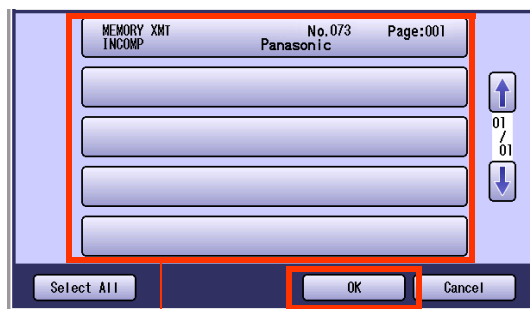 MEMORY XMT No.073 Page:001
INCOMP Panasonic
01
/
01
Select All OK Cancel